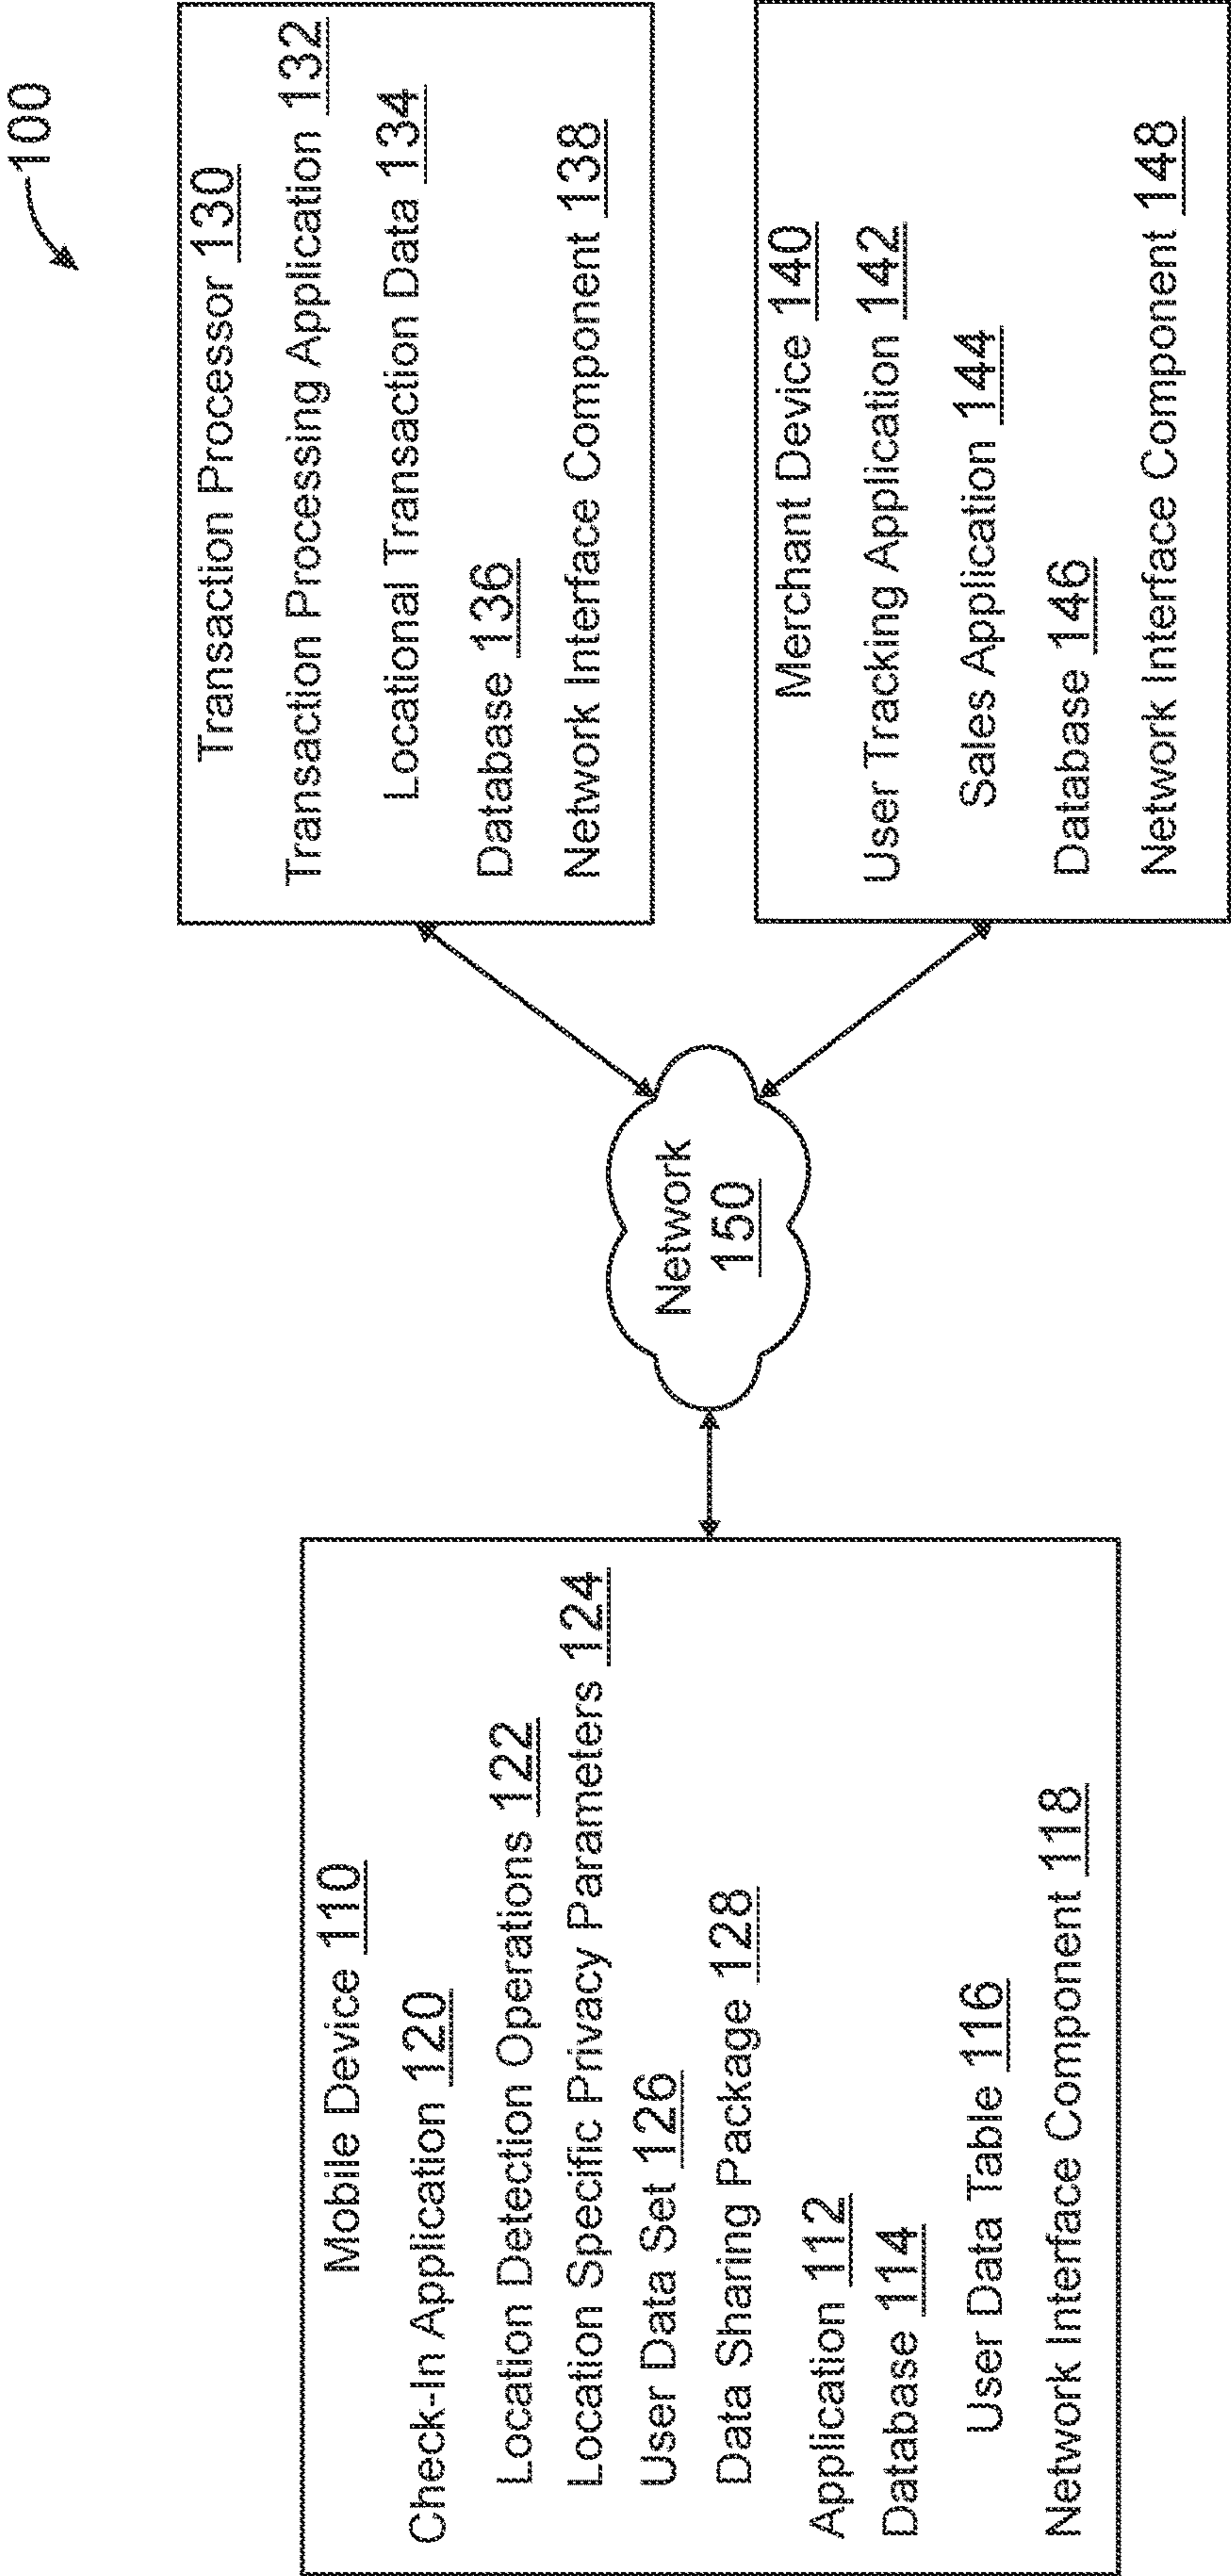 100
Mobile Device 110
Check-In Application 120
Location Detection Operations 122
Location Specific Privacy Parameters 124
User Data Set 126
Data Sharing Package 128
Application 112
Database 114
User Data Table 116
Network Interface Component 118
Network
150
Transaction Processor 130
Transaction Processing Application 132
Locational Transaction Data 134
Database 136
Network Interface Component 138
Merchant Device 140
User Tracking Application 142
Sales Application 144
Database 146
Network Interface Component 148